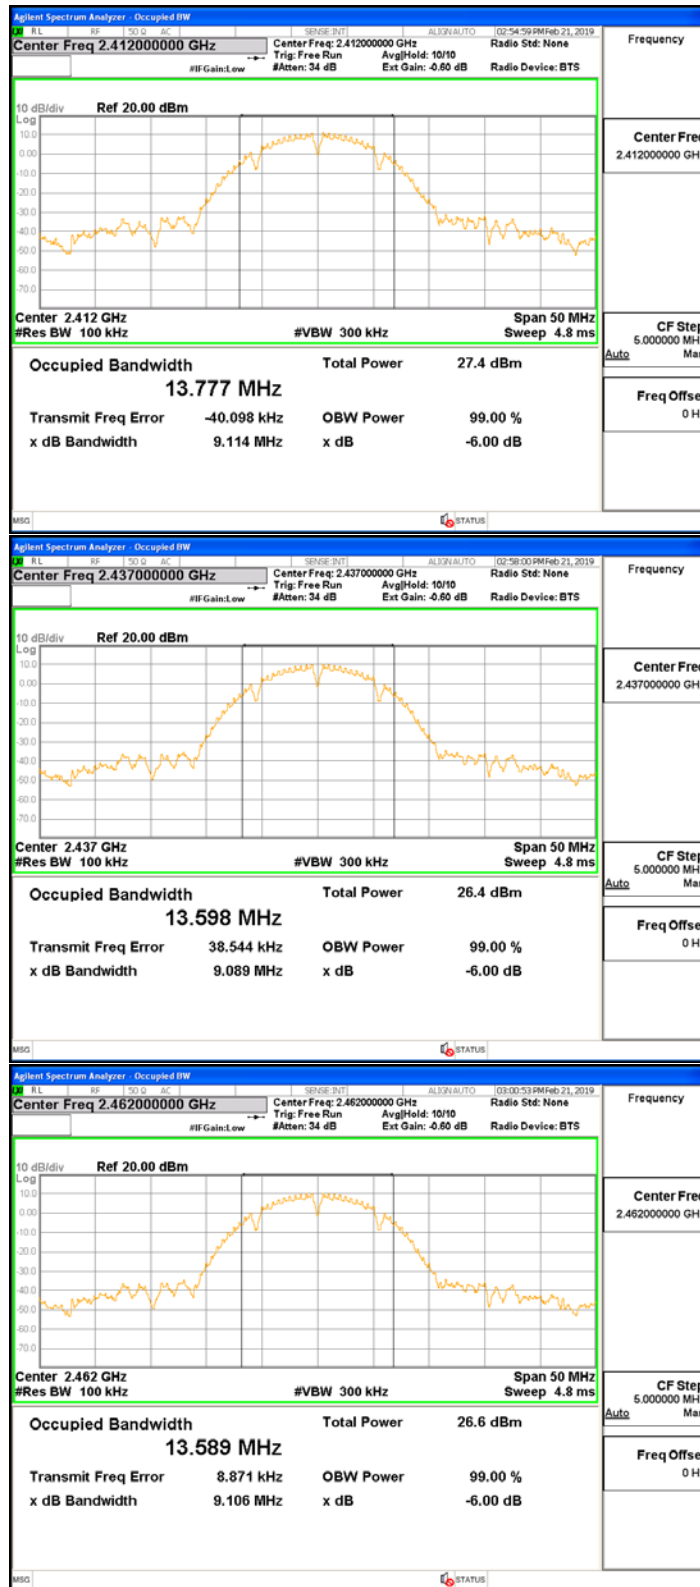 Agilent Spectrum Analyzer - Occupied BW
RL RF 50 Ω AC SENSE:INT ALIGN AUTO 02:54:59 PM Feb 21, 2019
Center Freq 2.412000000 GHz Center Freq: 2.412000000 GHz Radio Std: None Frequency
Trig: Free Run Avg|Hold: 10/10
#IFGain:Low #Atten: 34 dB Ext Gain: -0.60 dB Radio Device: BTS
10 dB/div Ref 20.00 dBm
Log
10.0
0.00
-10.0
-20.0
-30.0
-40.0
-50.0
-60.0
-70.0
Center Freq
2.412000000 GH
Center 2.412 GHz Span 50 MHz
#Res BW 100 kHz #VBW 300 kHz Sweep 4.8 ms
CF Step
5.000000 MH
Auto Man
Occupied Bandwidth Total Power 27.4 dBm
13.777 MHz
Transmit Freq Error -40.098 kHz OBW Power 99.00 %
x dB Bandwidth 9.114 MHz x dB -6.00 dB
Freq Offse
0 H
MSG STATUS
Agilent Spectrum Analyzer - Occupied BW
RL RF 50 Ω AC SENSE:INT ALIGN AUTO 02:58:00 PM Feb 21, 2019
Center Freq 2.437000000 GHz Center Freq: 2.437000000 GHz Radio Std: None Frequency
Trig: Free Run Avg|Hold: 10/10
#IFGain:Low #Atten: 34 dB Ext Gain: -0.60 dB Radio Device: BTS
10 dB/div Ref 20.00 dBm
Log
10.0
0.00
-10.0
-20.0
-30.0
-40.0
-50.0
-60.0
-70.0
Center Freq
2.437000000 GH
Center 2.437 GHz Span 50 MHz
#Res BW 100 kHz #VBW 300 kHz Sweep 4.8 ms
CF Step
5.000000 MH
Auto Man
Occupied Bandwidth Total Power 26.4 dBm
13.598 MHz
Transmit Freq Error 38.544 kHz OBW Power 99.00 %
x dB Bandwidth 9.089 MHz x dB -6.00 dB
Freq Offse
0 H
MSG STATUS
Agilent Spectrum Analyzer - Occupied BW
RL RF 50 Ω AC SENSE:INT ALIGN AUTO 03:00:53 PM Feb 21, 2019
Center Freq 2.462000000 GHz Center Freq: 2.462000000 GHz Radio Std: None Frequency
Trig: Free Run Avg|Hold: 10/10
#IFGain:Low #Atten: 34 dB Ext Gain: -0.60 dB Radio Device: BTS
10 dB/div Ref 20.00 dBm
Log
10.0
0.00
-10.0
-20.0
-30.0
-40.0
-50.0
-60.0
-70.0
Center Freq
2.462000000 GH
Center 2.462 GHz Span 50 MHz
#Res BW 100 kHz #VBW 300 kHz Sweep 4.8 ms
CF Step
5.000000 MH
Auto Man
Occupied Bandwidth Total Power 26.6 dBm
13.589 MHz
Transmit Freq Error 8.871 kHz OBW Power 99.00 %
x dB Bandwidth 9.106 MHz x dB -6.00 dB
Freq Offse
0 H
MSG STATUS